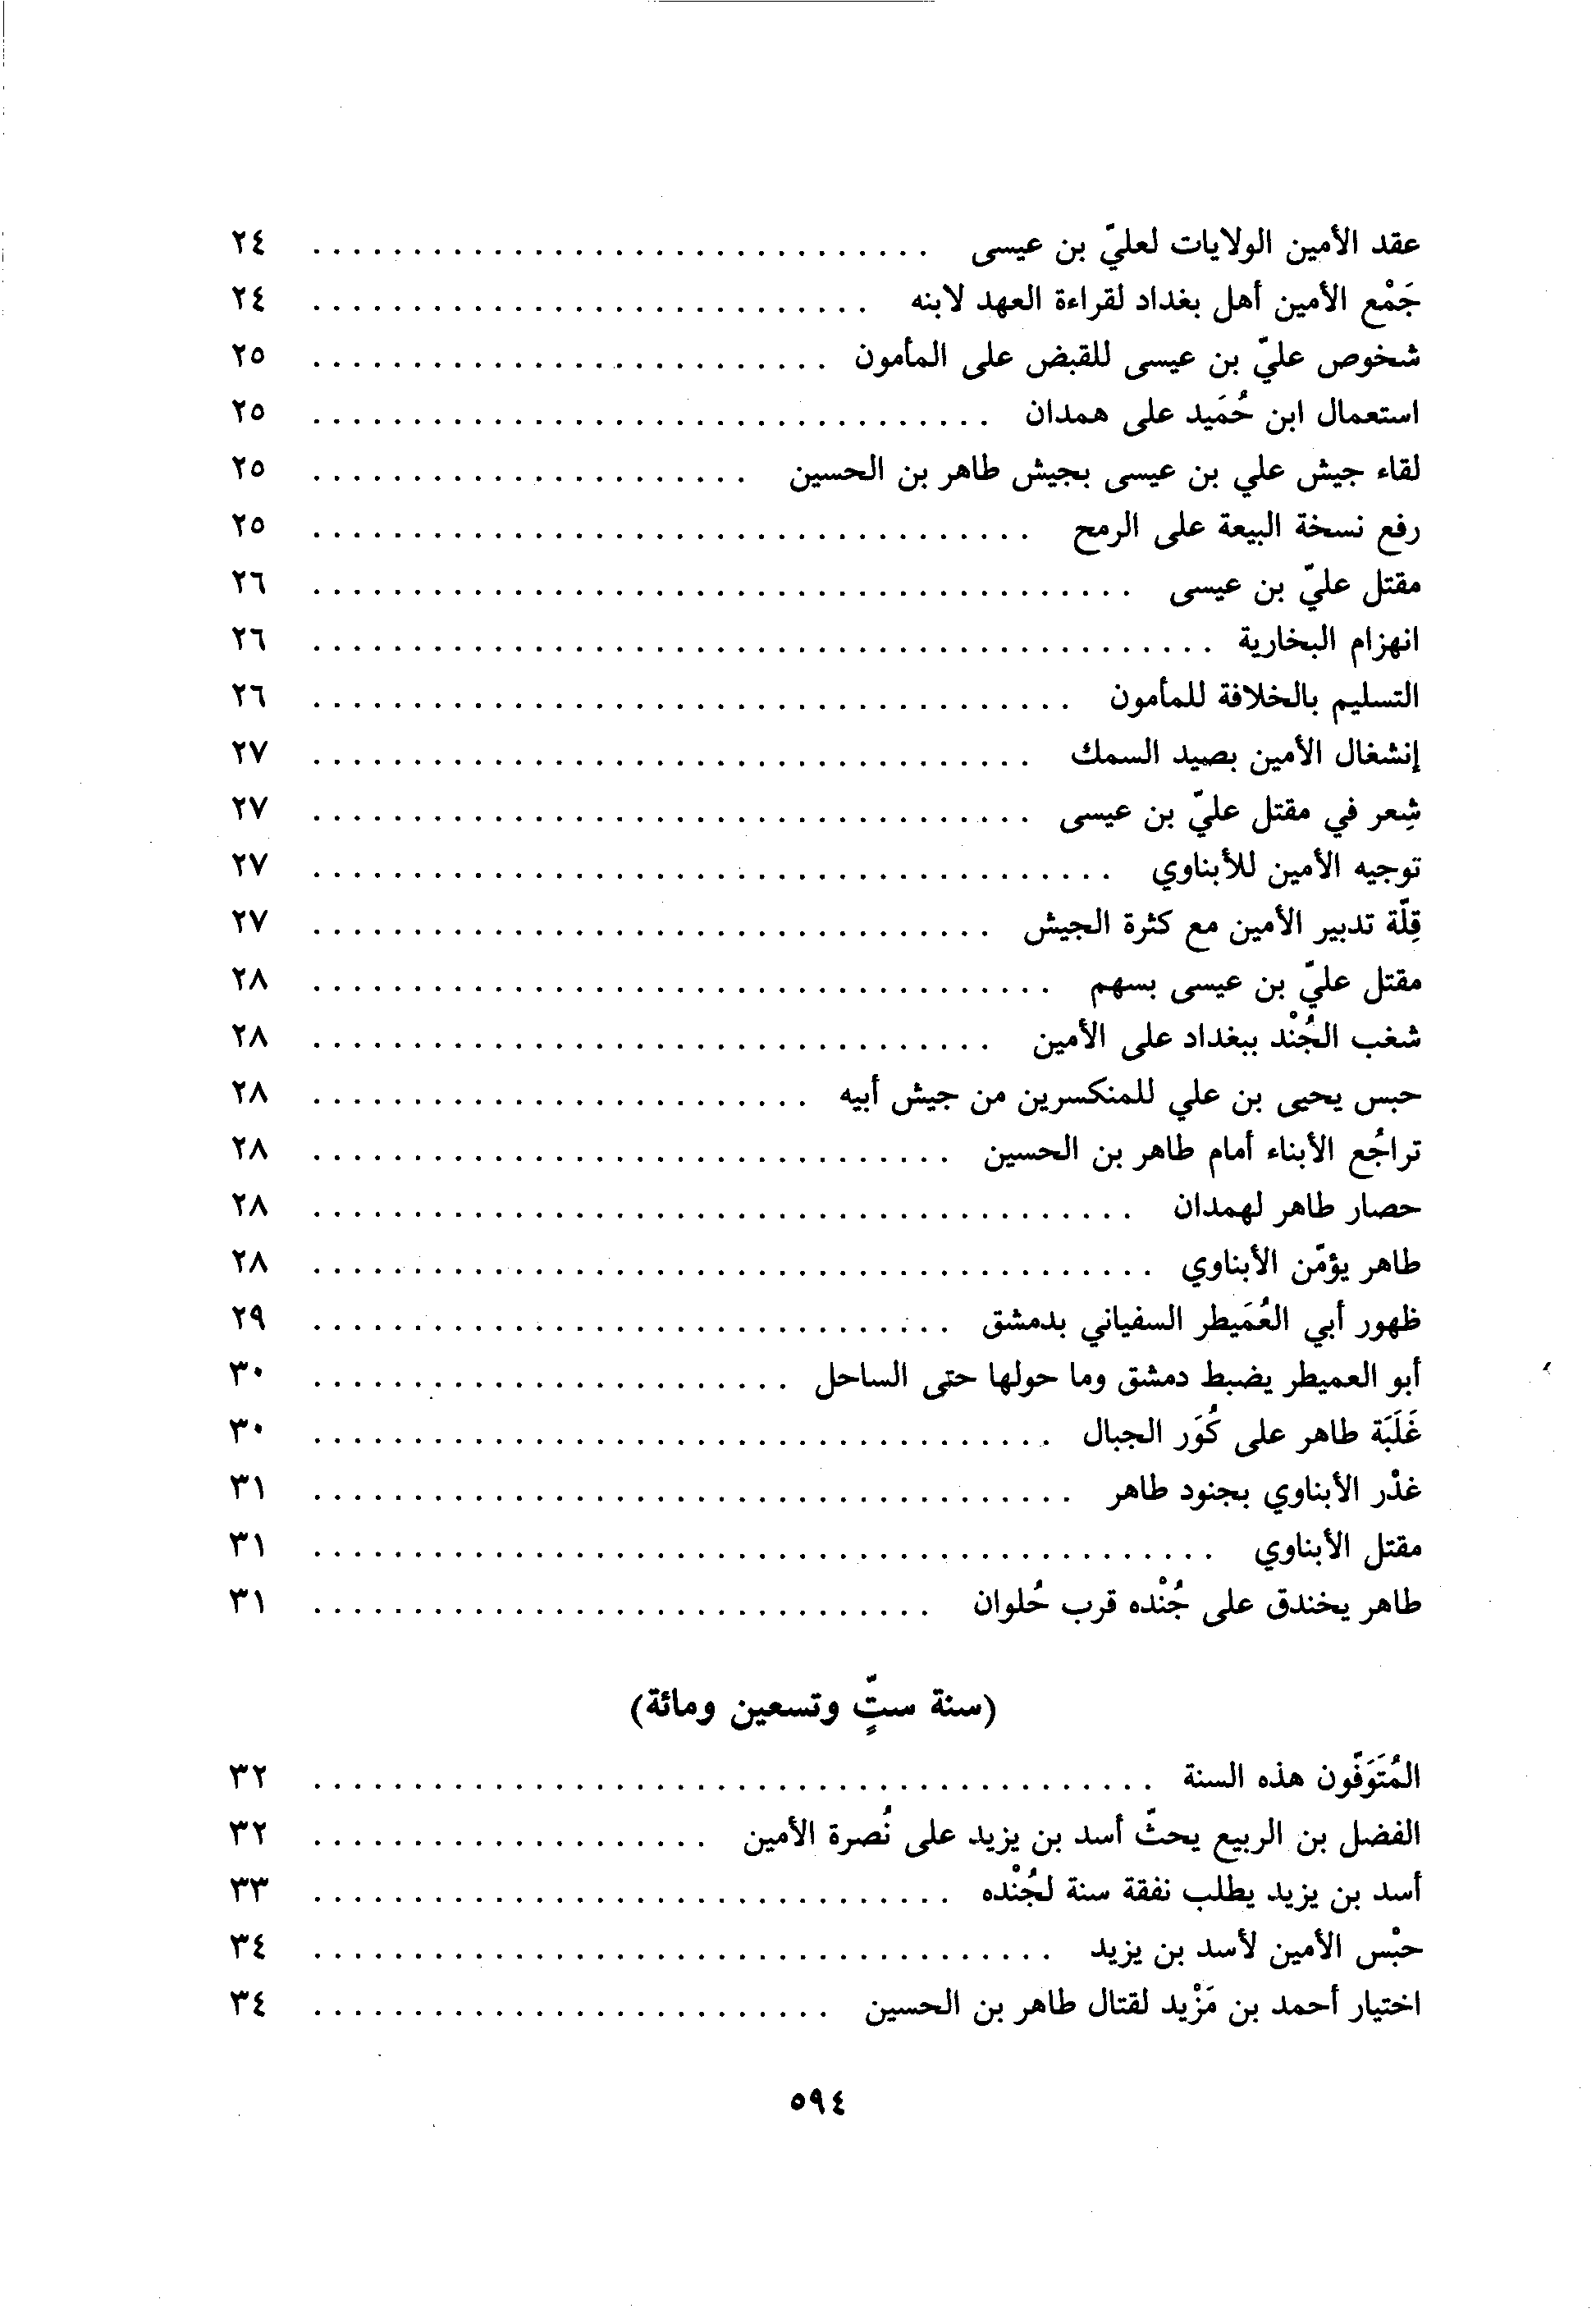 عقد الأمين الولايات لعليّ بن عيسى . . . . . . . . . . . . . . . . . . . . ٢٤
جَمْع الأمين أهل بغداد لقراءة العهد لابنه . . . . . . . . . . . . . . . . . . . . ٢٤
شخوص عليّ بن عيسى للقبض على المأمون . . . . . . . . . . . . . . . . . . . . ٢٥
استعمال ابن حُمَيد على همدان . . . . . . . . . . . . . . . . . . . . ٢٥
لقاء جيش علي بن عيسى بجيش طاهر بن الحسين . . . . . . . . . . . . . . . . . . . . ٢٥
رفع نسخة البيعة على الرمح . . . . . . . . . . . . . . . . . . . . ٢٥
مقتل عليّ بن عيسى . . . . . . . . . . . . . . . . . . . . ٢٦
انهزام البخارية . . . . . . . . . . . . . . . . . . . . ٢٦
التسليم بالخلافة للمأمون . . . . . . . . . . . . . . . . . . . . ٢٦
إنشغال الأمين بصيد السمك . . . . . . . . . . . . . . . . . . . . ٢٧
شِعر في مقتل عليّ بن عيسى . . . . . . . . . . . . . . . . . . . . ٢٧
توجيه الأمين للأبناوي . . . . . . . . . . . . . . . . . . . . ٢٧
قِلّة تدبير الأمين مع كثرة الجيش . . . . . . . . . . . . . . . . . . . . ٢٧
مقتل عليّ بن عيسى بسهم . . . . . . . . . . . . . . . . . . . . ٢٨
شغب الجُنْد ببغداد على الأمين . . . . . . . . . . . . . . . . . . . . ٢٨
حبس يحيى بن علي للمنكسرين من جيش أبيه . . . . . . . . . . . . . . . . . . . . ٢٨
تراجُع الأبناء أمام طاهر بن الحسين . . . . . . . . . . . . . . . . . . . . ٢٨
حصار طاهر لهمدان . . . . . . . . . . . . . . . . . . . . ٢٨
طاهر يؤمّن الأبناوي . . . . . . . . . . . . . . . . . . . . ٢٨
ظهور أبي العُمَيطر السفياني بدمشق . . . . . . . . . . . . . . . . . . . . ٢٩
أبو العميطر يضبط دمشق وما حولها حتى الساحل . . . . . . . . . . . . . . . . . . . . ٣٠
غَلَبَة طاهر على كُوَر الجبال . . . . . . . . . . . . . . . . . . . . ٣٠
غدْر الأبناوي بجنود طاهر . . . . . . . . . . . . . . . . . . . . ٣١
مقتل الأبناوي . . . . . . . . . . . . . . . . . . . . ٣١
طاهر يخندق على جُنْده قرب حُلوان . . . . . . . . . . . . . . . . . . . . ٣١
(سنة ستٍّ وتسعين ومائة)
المُتَوَفّون هذه السنة . . . . . . . . . . . . . . . . . . . . ٣٢
الفضل بن الربيع يحثّ أسد بن يزيد على نُصرة الأمين . . . . . . . . . . . . . . . . . . . . ٣٢
أسد بن يزيد يطلب نفقة سنة لجُنْده . . . . . . . . . . . . . . . . . . . . ٣٣
حبْس الأمين لأسد بن يزيد . . . . . . . . . . . . . . . . . . . . ٣٤
اختيار أحمد بن مَزْيد لقتال طاهر بن الحسين . . . . . . . . . . . . . . . . . . . . ٣٤
٥٩٤